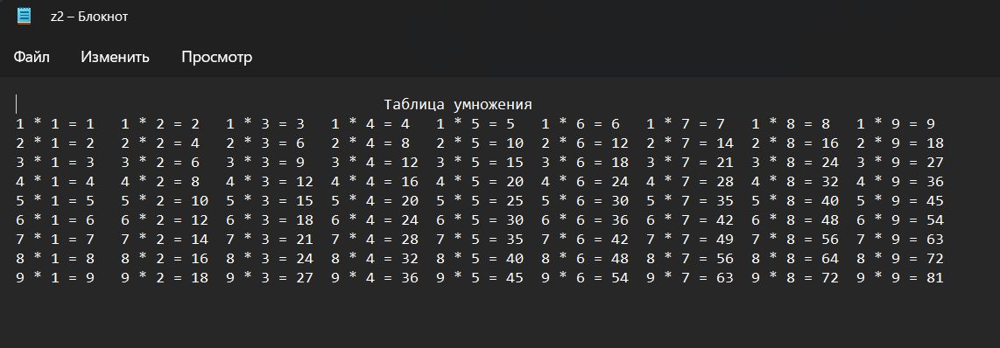 z2 – Блокнот
Файл Изменить Просмотр
Таблица умножения
1 * 1 = 1 1 * 2 = 2 1 * 3 = 3 1 * 4 = 4 1 * 5 = 5 1 * 6 = 6 1 * 7 = 7 1 * 8 = 8 1 * 9 = 9
2 * 1 = 2 2 * 2 = 4 2 * 3 = 6 2 * 4 = 8 2 * 5 = 10 2 * 6 = 12 2 * 7 = 14 2 * 8 = 16 2 * 9 = 18
3 * 1 = 3 3 * 2 = 6 3 * 3 = 9 3 * 4 = 12 3 * 5 = 15 3 * 6 = 18 3 * 7 = 21 3 * 8 = 24 3 * 9 = 27
4 * 1 = 4 4 * 2 = 8 4 * 3 = 12 4 * 4 = 16 4 * 5 = 20 4 * 6 = 24 4 * 7 = 28 4 * 8 = 32 4 * 9 = 36
5 * 1 = 5 5 * 2 = 10 5 * 3 = 15 5 * 4 = 20 5 * 5 = 25 5 * 6 = 30 5 * 7 = 35 5 * 8 = 40 5 * 9 = 45
6 * 1 = 6 6 * 2 = 12 6 * 3 = 18 6 * 4 = 24 6 * 5 = 30 6 * 6 = 36 6 * 7 = 42 6 * 8 = 48 6 * 9 = 54
7 * 1 = 7 7 * 2 = 14 7 * 3 = 21 7 * 4 = 28 7 * 5 = 35 7 * 6 = 42 7 * 7 = 49 7 * 8 = 56 7 * 9 = 63
8 * 1 = 8 8 * 2 = 16 8 * 3 = 24 8 * 4 = 32 8 * 5 = 40 8 * 6 = 48 8 * 7 = 56 8 * 8 = 64 8 * 9 = 72
9 * 1 = 9 9 * 2 = 18 9 * 3 = 27 9 * 4 = 36 9 * 5 = 45 9 * 6 = 54 9 * 7 = 63 9 * 8 = 72 9 * 9 = 81